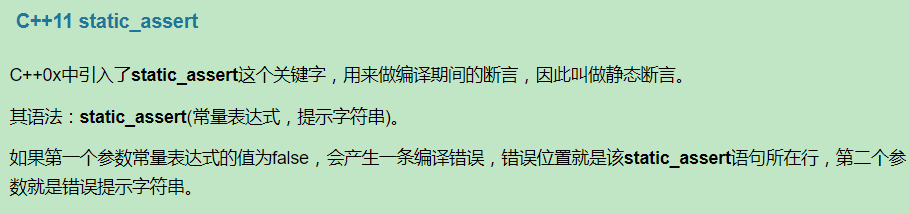 C++11 static_assert
C++0x中引入了static_assert这个关键字，用来做编译期间的断言，因此叫做静态断言。
其语法：static_assert(常量表达式，提示字符串)。
如果第一个参数常量表达式的值为false，会产生一条编译错误，错误位置就是该static_assert语句所在行，第二个参
数就是错误提示字符串。